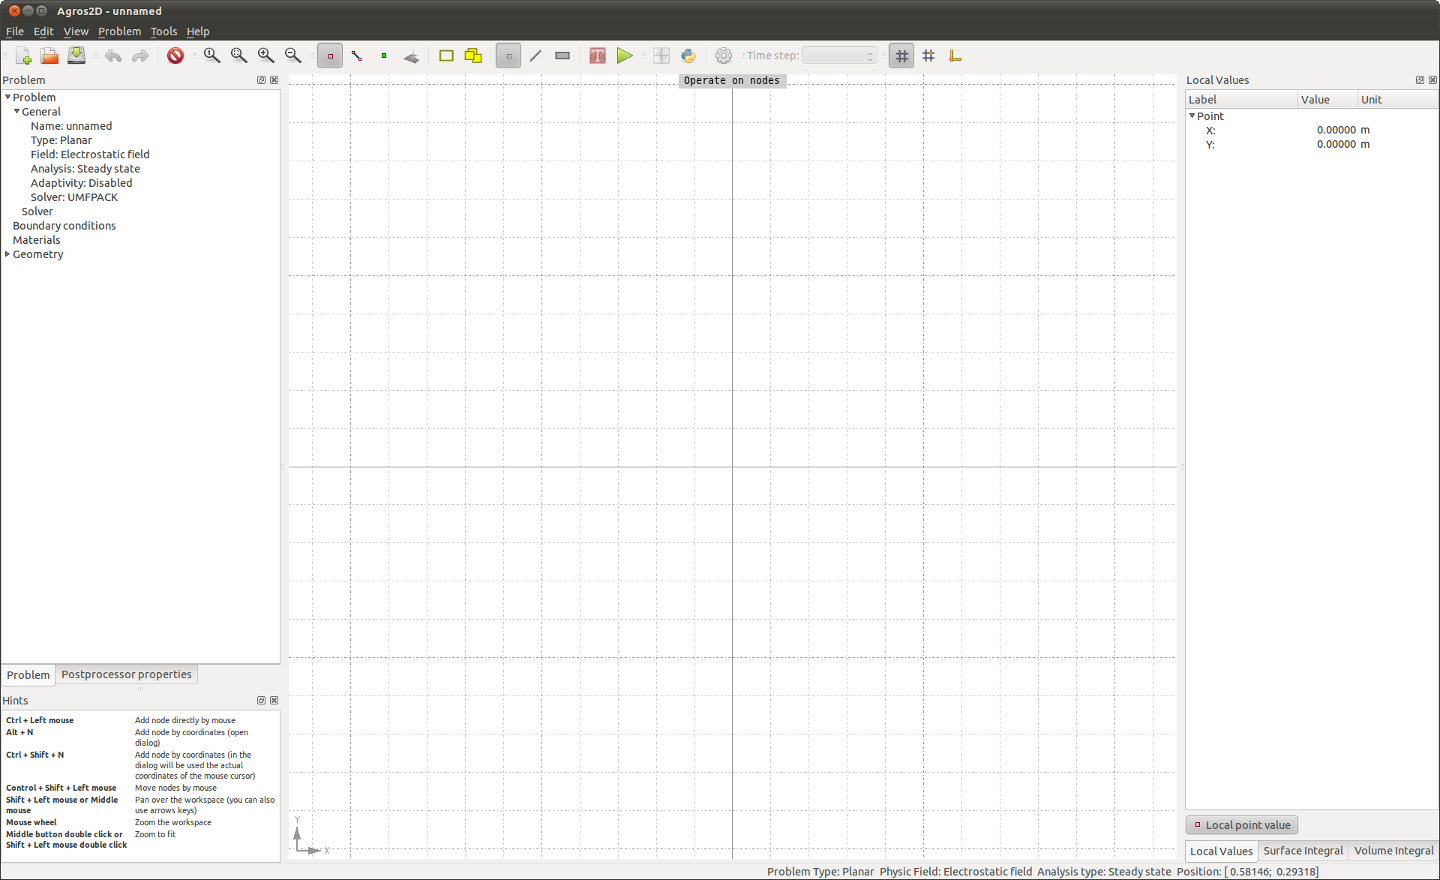 Agros2D - unnamed
File Edit View Problem Tools Help
Time step:
Problem
Problem
General
Name: unnamed
Type: Planar
Field: Electrostatic field
Analysis: Steady state
Adaptivity: Disabled
Solver: UMFPACK
Solver
Boundary conditions
Materials
Geometry
Problem Postprocessor properties
Hints
Ctrl + Left mouse Add node directly by mouse
Alt + N Add node by coordinates (open
dialog)
Ctrl + Shift + N Add node by coordinates (in the
dialog will be used the actual
coordinates of the mouse cursor)
Control + Shift + Left mouse Move nodes by mouse
Shift + Left mouse or Middle Pan over the workspace (you can also
mouse use arrows keys)
Mouse wheel Zoom the workspace
Middle button double click or Zoom to fit
Shift + Left mouse double click
Operate on nodes
Y
X
Local Values
Label Value Unit
Point
X: 0.00000 m
Y: 0.00000 m
Local point value
Local Values Surface Integral Volume Integral
Problem Type: Planar Physic Field: Electrostatic field Analysis type: Steady state Position: [ 0.58146; 0.29318]